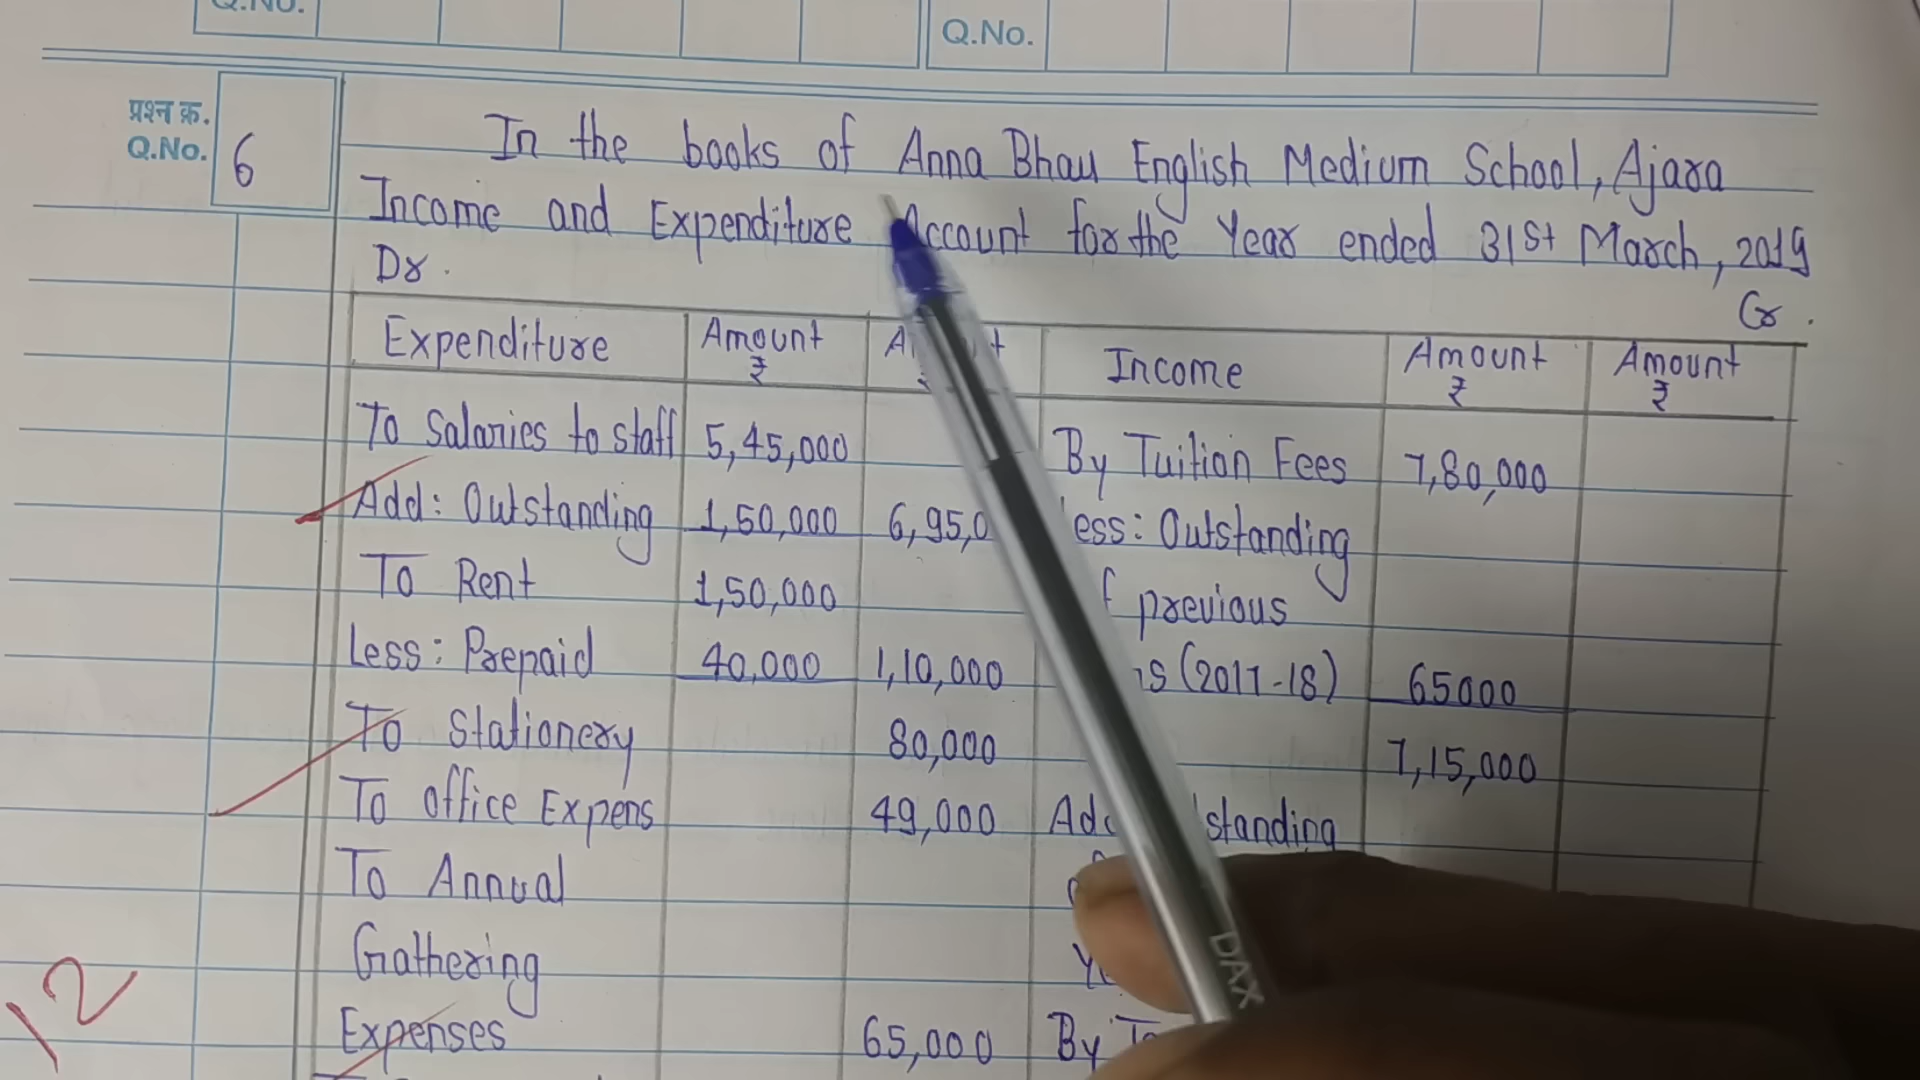 Q.No.
Q.No.
प्रश्न क्र.
Q.No. 6
In the books of Anna Bhau English Medium School, Ajara
Income and Expenditure Account for the Year ended 31st March, 2019
Dr.
Cr.
Expenditure Amount ₹ Income Amount ₹ Amount ₹
To Salaries to staff 5,45,000 By Tuition Fees 7,80,000
Add: Outstanding 1,50,000 6,95,0 ess: Outstanding
To Rent 1,50,000 f previous
Less: Prepaid 40,000 1,10,000 (2017-18) 65000
To Stationery 80,000 7,15,000
To Office Expens 49,000 Ad standing
To Annual
Gathering
Expenses 65,000 By
12
DAX